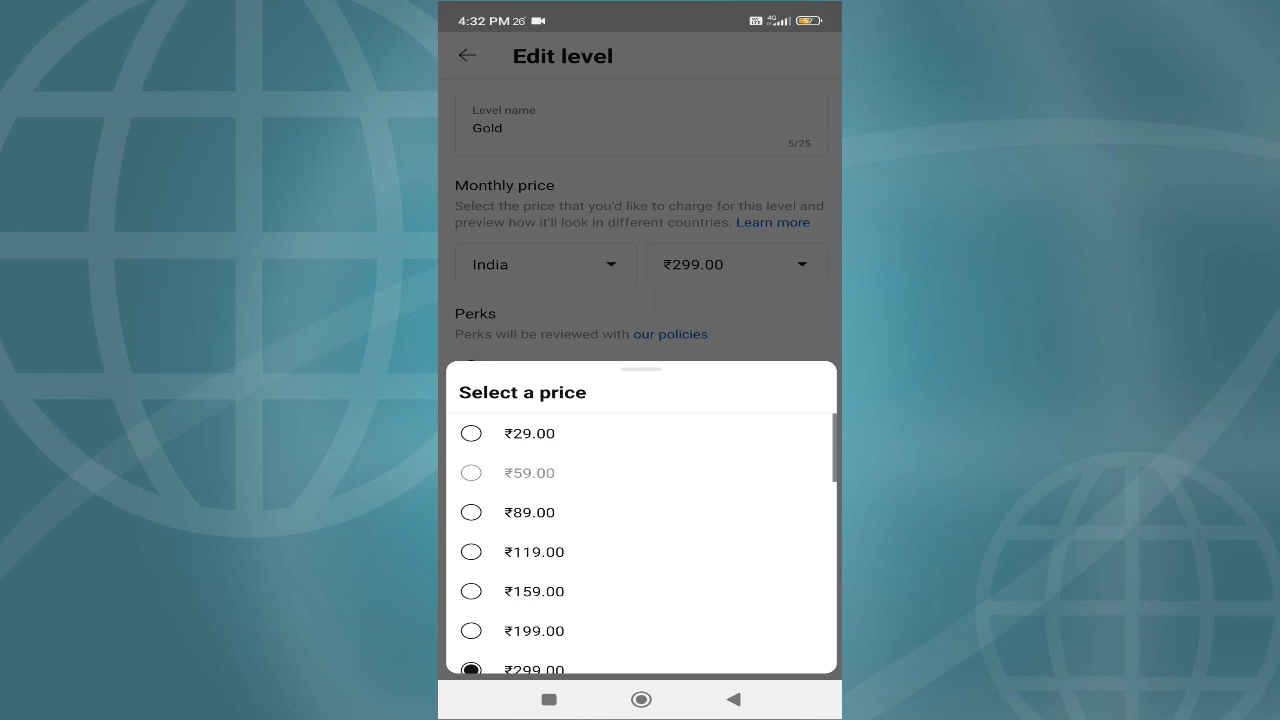 4:32 PM 26
4G
57
Edit level
Level name
Gold
5/25
Monthly price
Select the price that you'd like to charge for this level and
preview how it'll look in different countries. Learn more
India
₹299.00
Perks
Perks will be reviewed with our policies
Select a price
₹29.00
₹59.00
₹89.00
₹119.00
₹159.00
₹199.00
₹299.00